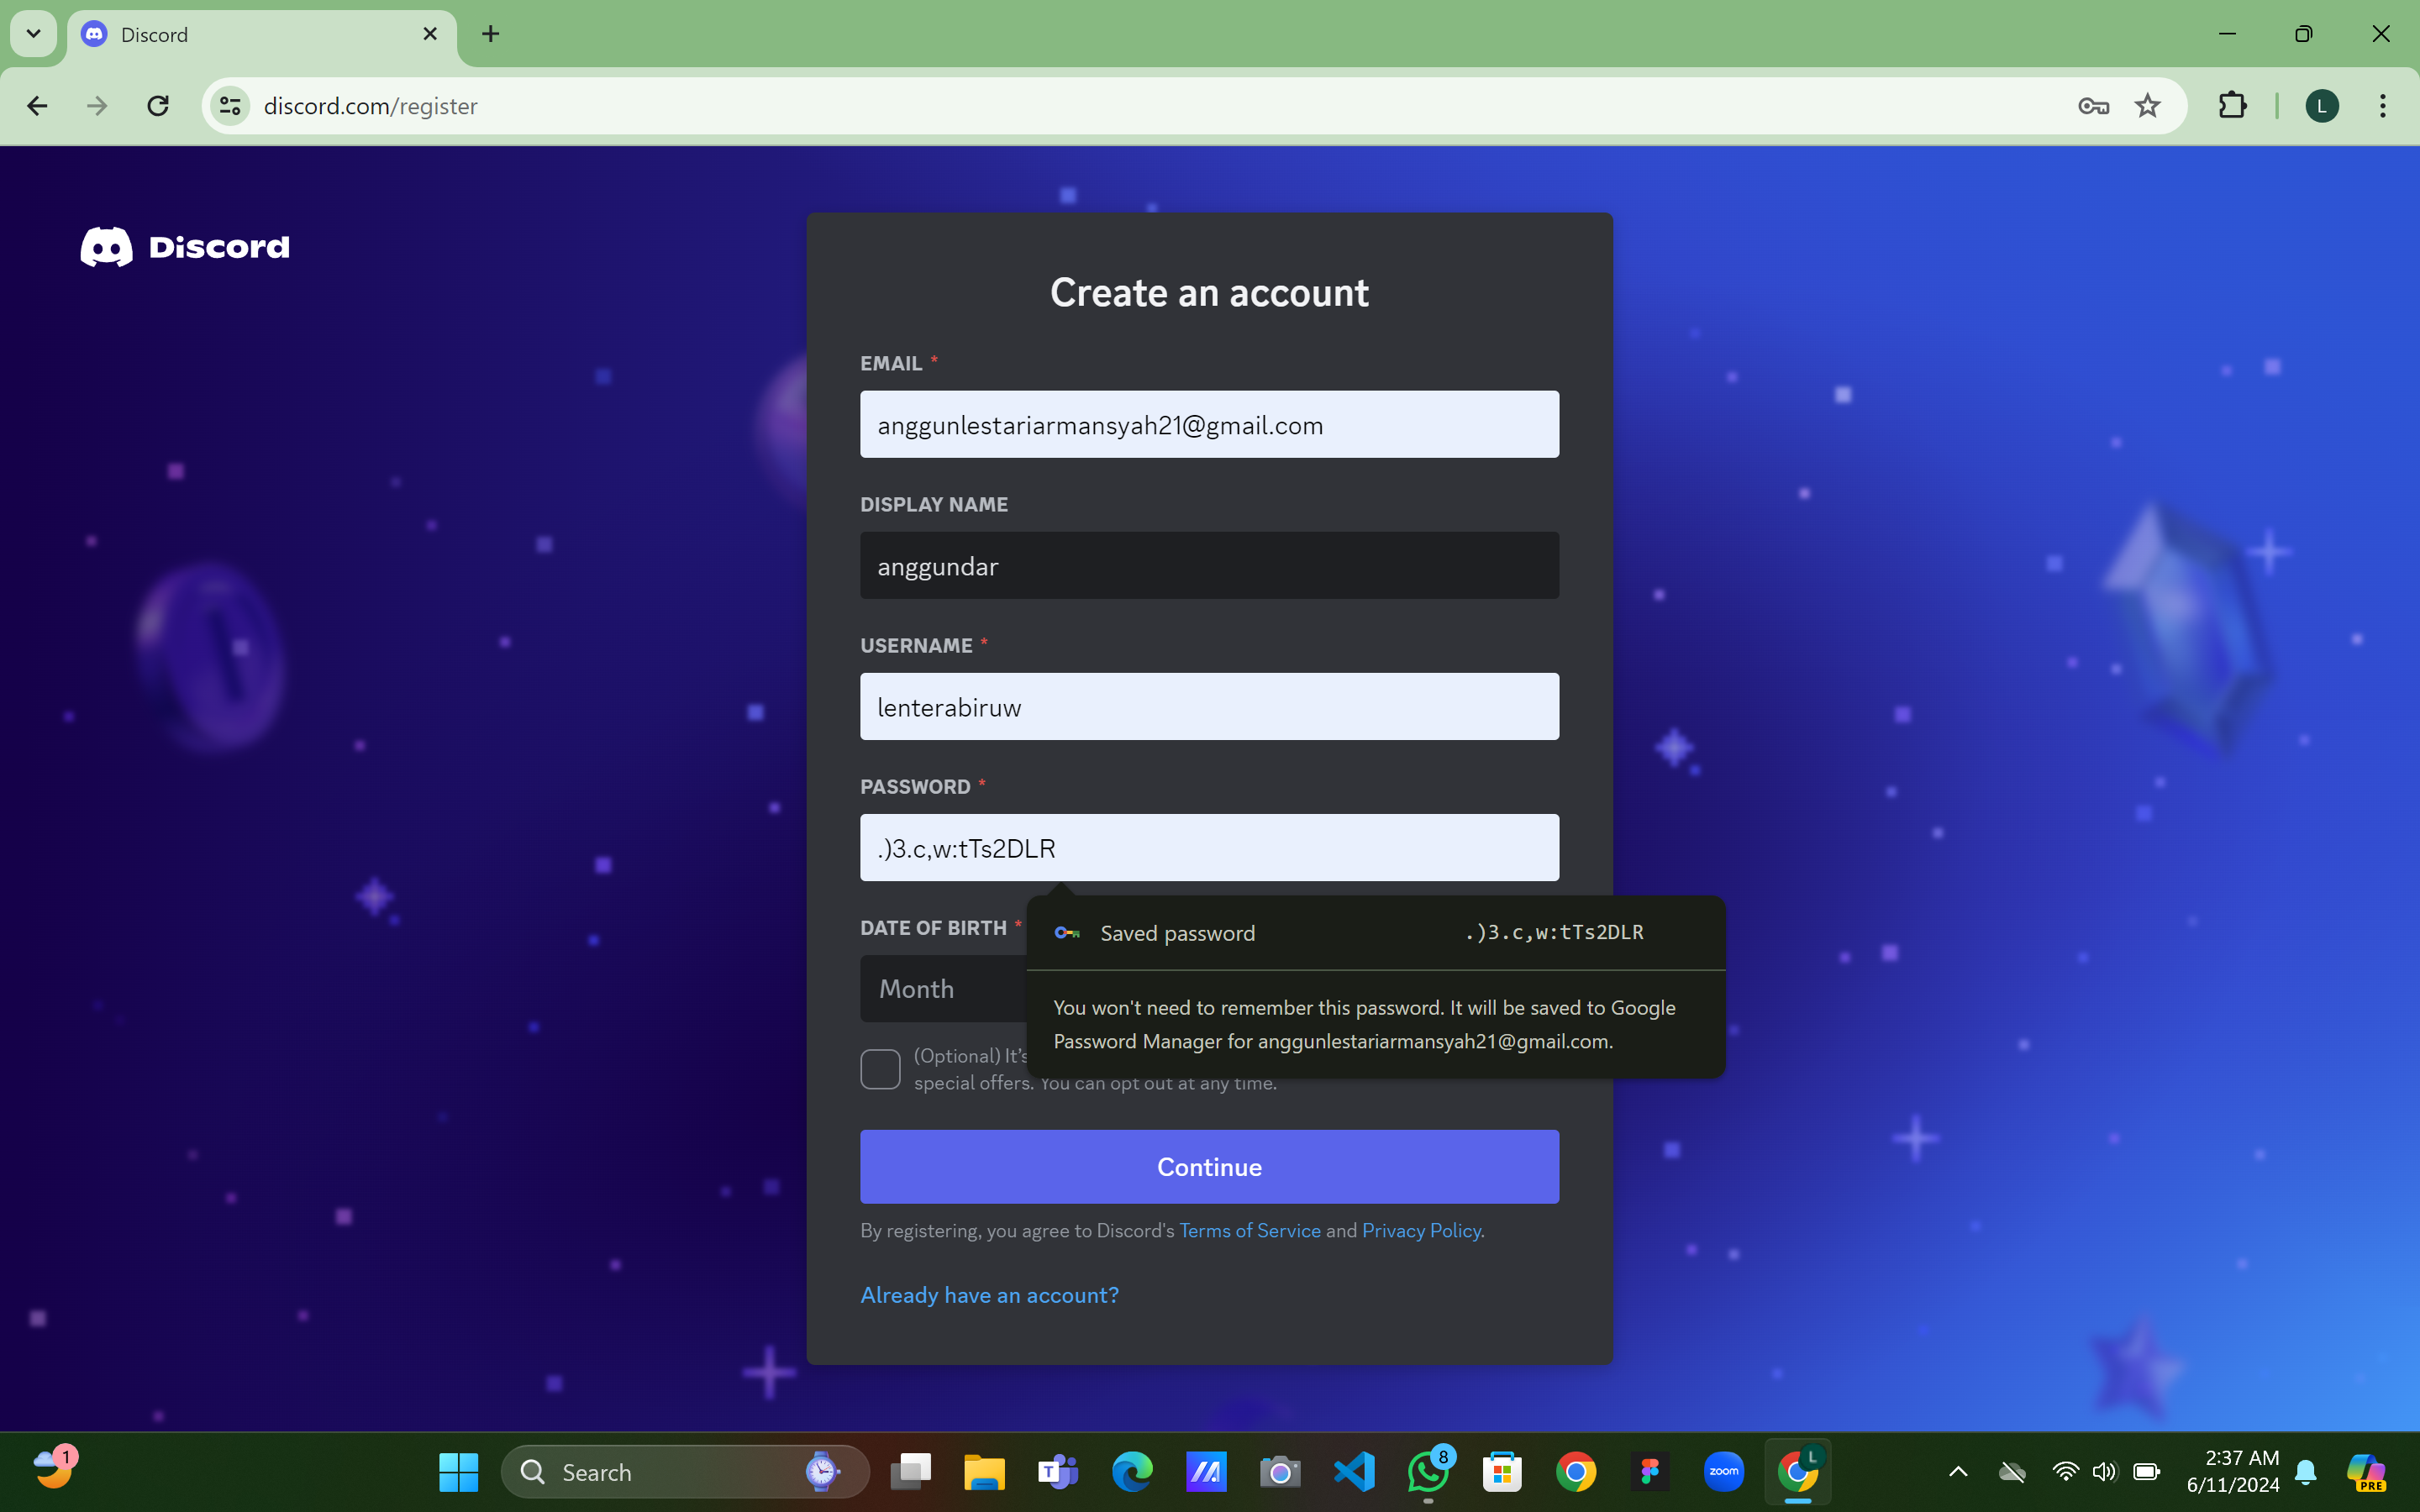 Discord
discord.com/register
L
Discord
Create an account
EMAIL *
anggunlestariarmansyah21@gmail.com
DISPLAY NAME
anggundar
USERNAME *
lenterabiruw
PASSWORD *
.)3.c,w:tTs2DLR
Saved password .)3.c,w:tTs2DLR
You won't need to remember this password. It will be saved to Google
Password Manager for anggunlestariarmansyah21@gmail.com.
DATE OF BIRTH *
Month
(Optional) It's
special offers. You can opt out at any time.
Continue
By registering, you agree to Discord's Terms of Service and Privacy Policy.
Already have an account?
1
Search
T
8
zoom
L
2:37 AM
6/11/2024
PRE